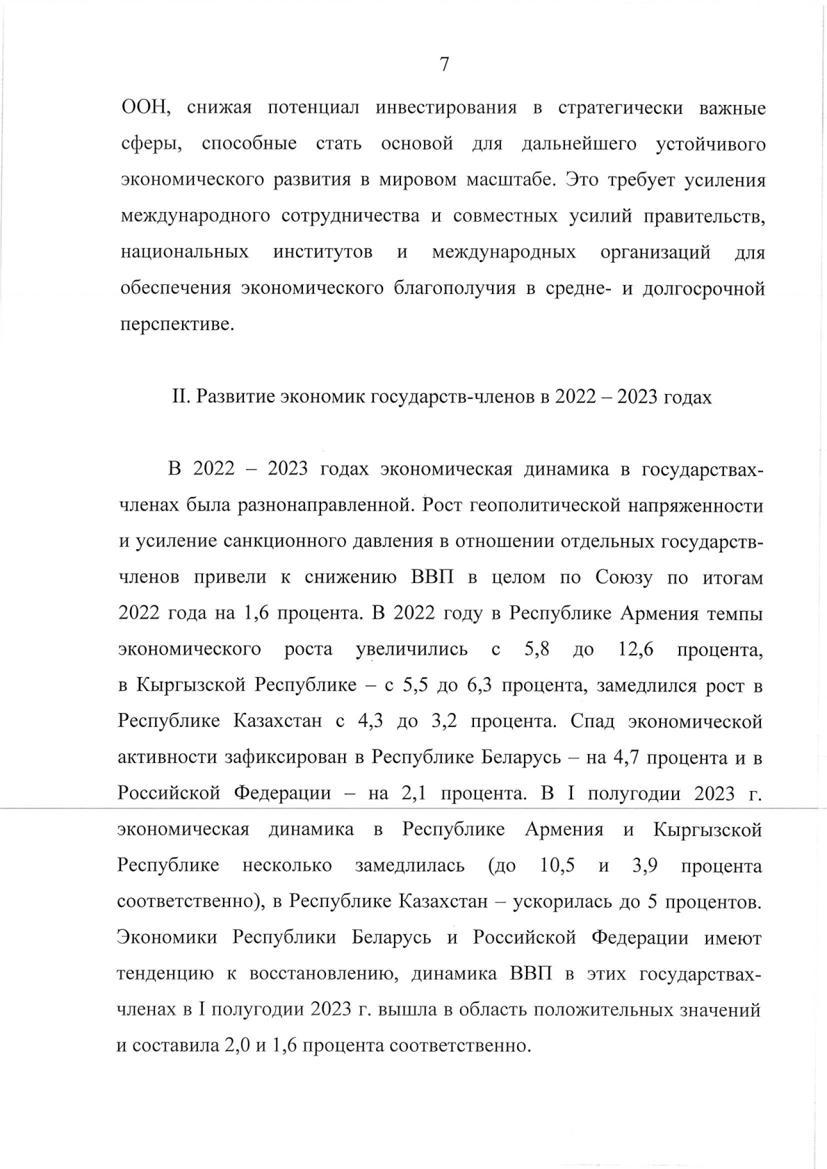 7
ООН, снижая потенциал инвестирования в стратегически важные
сферы, способные стать основой для дальнейшего устойчивого
экономического развития в мировом масштабе. Это требует усиления
международного сотрудничества и совместных усилий правительств,
национальных институтов и международных организаций для
обеспечения экономического благополучия в средне- и долгосрочной
перспективе.
II. Развитие экономик государств-членов в 2022 – 2023 годах
В 2022 – 2023 годах экономическая динамика в государствах-
членах была разнонаправленной. Рост геополитической напряженности
и усиление санкционного давления в отношении отдельных государств-
членов привели к снижению ВВП в целом по Союзу по итогам
2022 года на 1,6 процента. В 2022 году в Республике Армения темпы
экономического роста увеличились с 5,8 до 12,6 процента,
в Кыргызской Республике – с 5,5 до 6,3 процента, замедлился рост в
Республике Казахстан с 4,3 до 3,2 процента. Спад экономической
активности зафиксирован в Республике Беларусь – на 4,7 процента и в
Российской Федерации – на 2,1 процента. В I полугодии 2023 г.
экономическая динамика в Республике Армения и Кыргызской
Республике несколько замедлилась (до 10,5 и 3,9 процента
соответственно), в Республике Казахстан – ускорилась до 5 процентов.
Экономики Республики Беларусь и Российской Федерации имеют
тенденцию к восстановлению, динамика ВВП в этих государствах-
членах в I полугодии 2023 г. вышла в область положительных значений
и составила 2,0 и 1,6 процента соответственно.